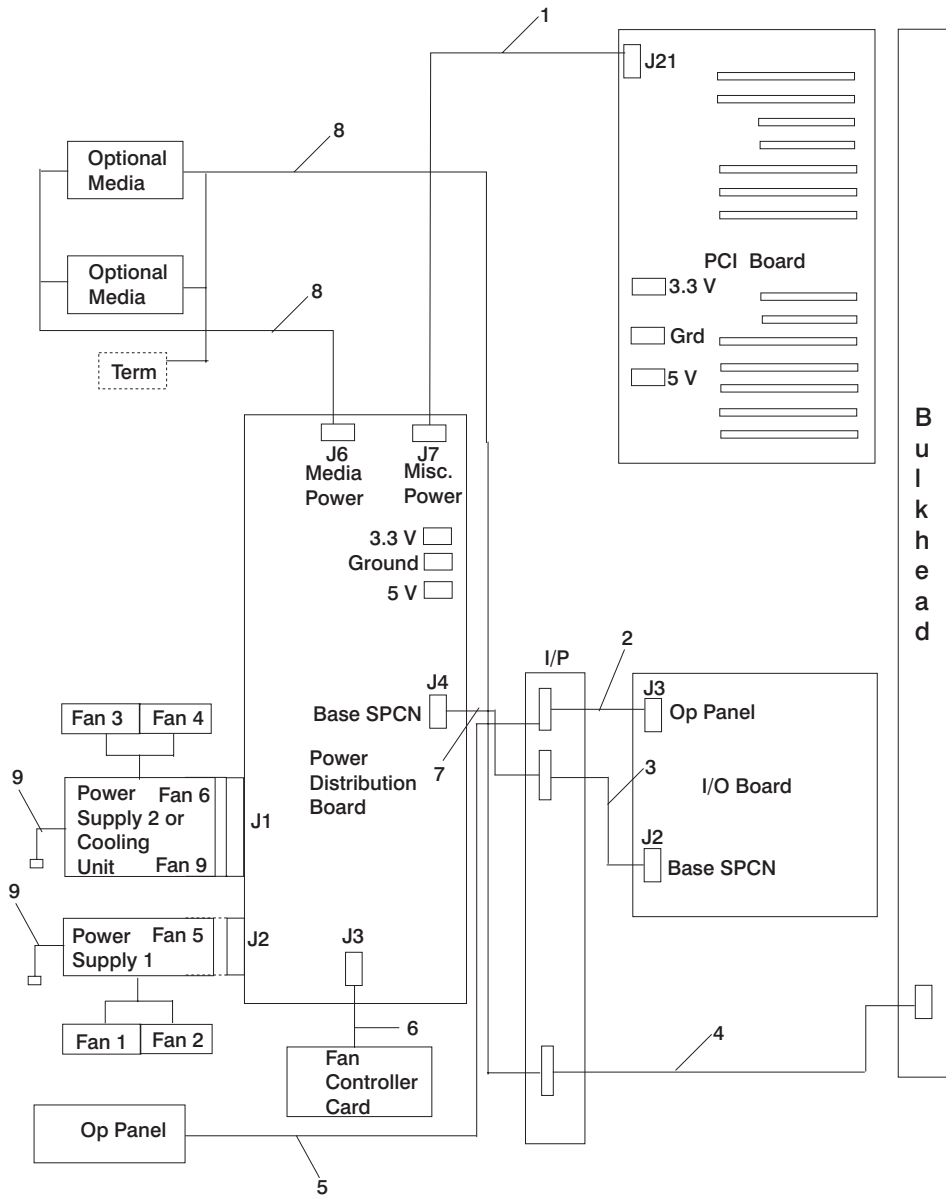 1
J21
8
Optional
Media
PCI Board
3.3 V
Optional
Media
8
Grd
Term
5 V
Bulkhead
J6
Media
Power
J7
Misc.
Power
3.3 V
Ground
5 V
I/P
2
J4
Base SPCN
J3
Op Panel
Fan 3
Fan 4
7
3
Power
Distribution
Board
I/O Board
9
Power
Supply 2 or
Cooling
Unit
Fan 6
Fan 9
J1
J2
Base SPCN
9
Power
Supply 1
Fan 5
J2
J3
Fan 1
Fan 2
6
4
Fan
Controller
Card
Op Panel
5